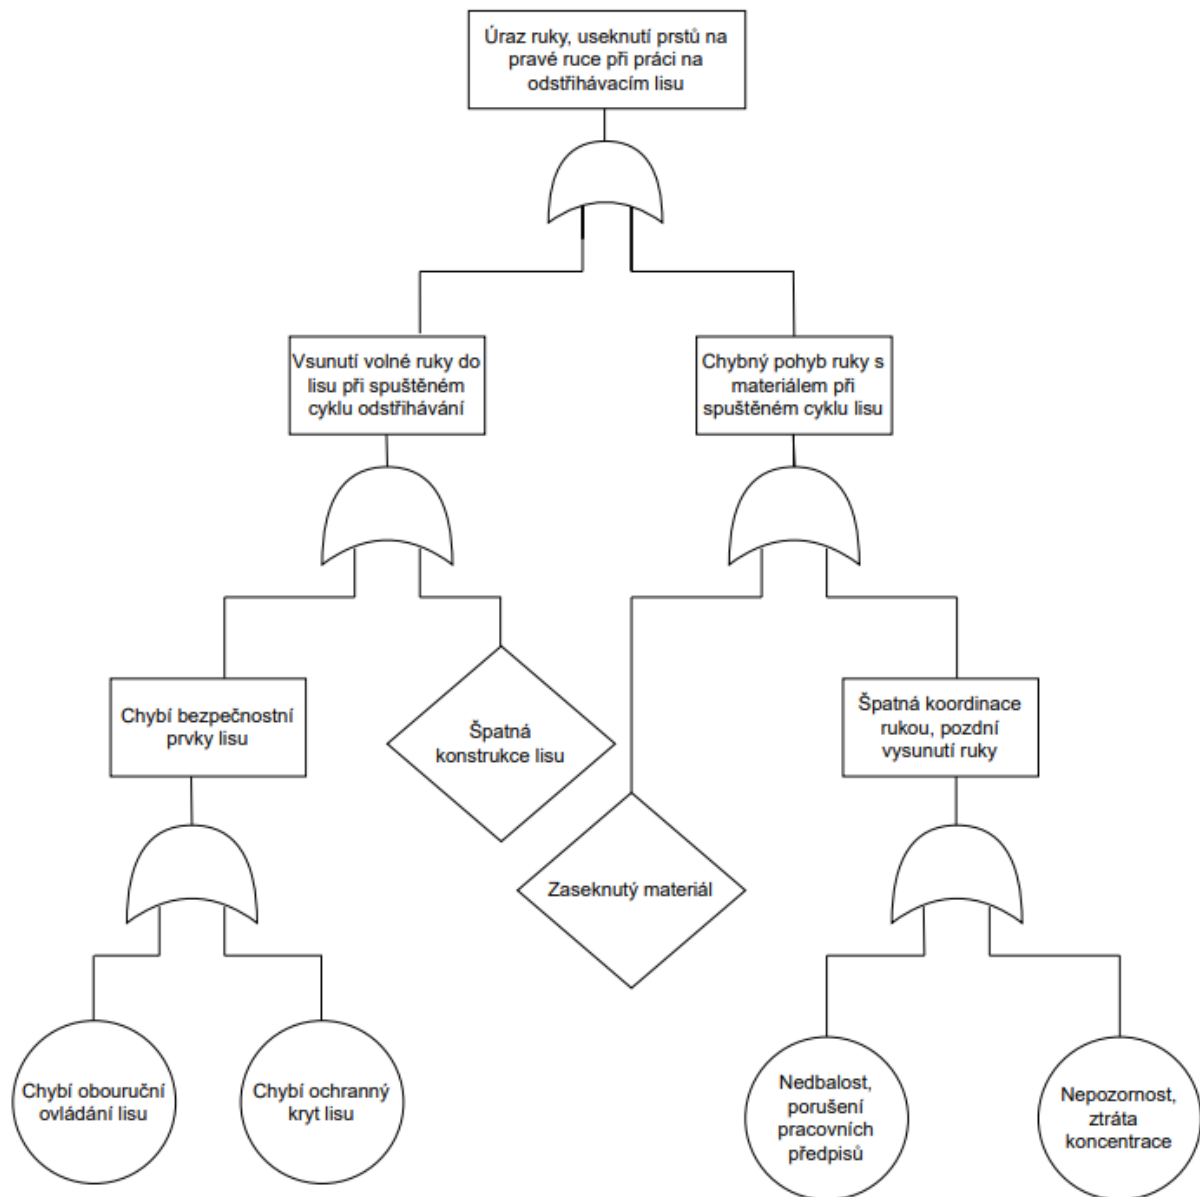 Úraz ruky, useknutí prstů na
pravé ruce při práci na
odstřihávacím lisu
Vsunutí volné ruky do
lisu při spuštěném
cyklu odstřihávání
Chybný pohyb ruky s
materiálem při
spuštěném cyklu lisu
Chybí bezpečnostní
prvky lisu
Špatná
konstrukce lisu
Zaseknutý materiál
Špatná koordinace
rukou, pozdní
vysunutí ruky
Chybí obouruční
ovládání lisu
Chybí ochranný
kryt lisu
Nedbalost,
porušení
pracovních
předpisů
Nepozornost,
ztráta
koncentrace